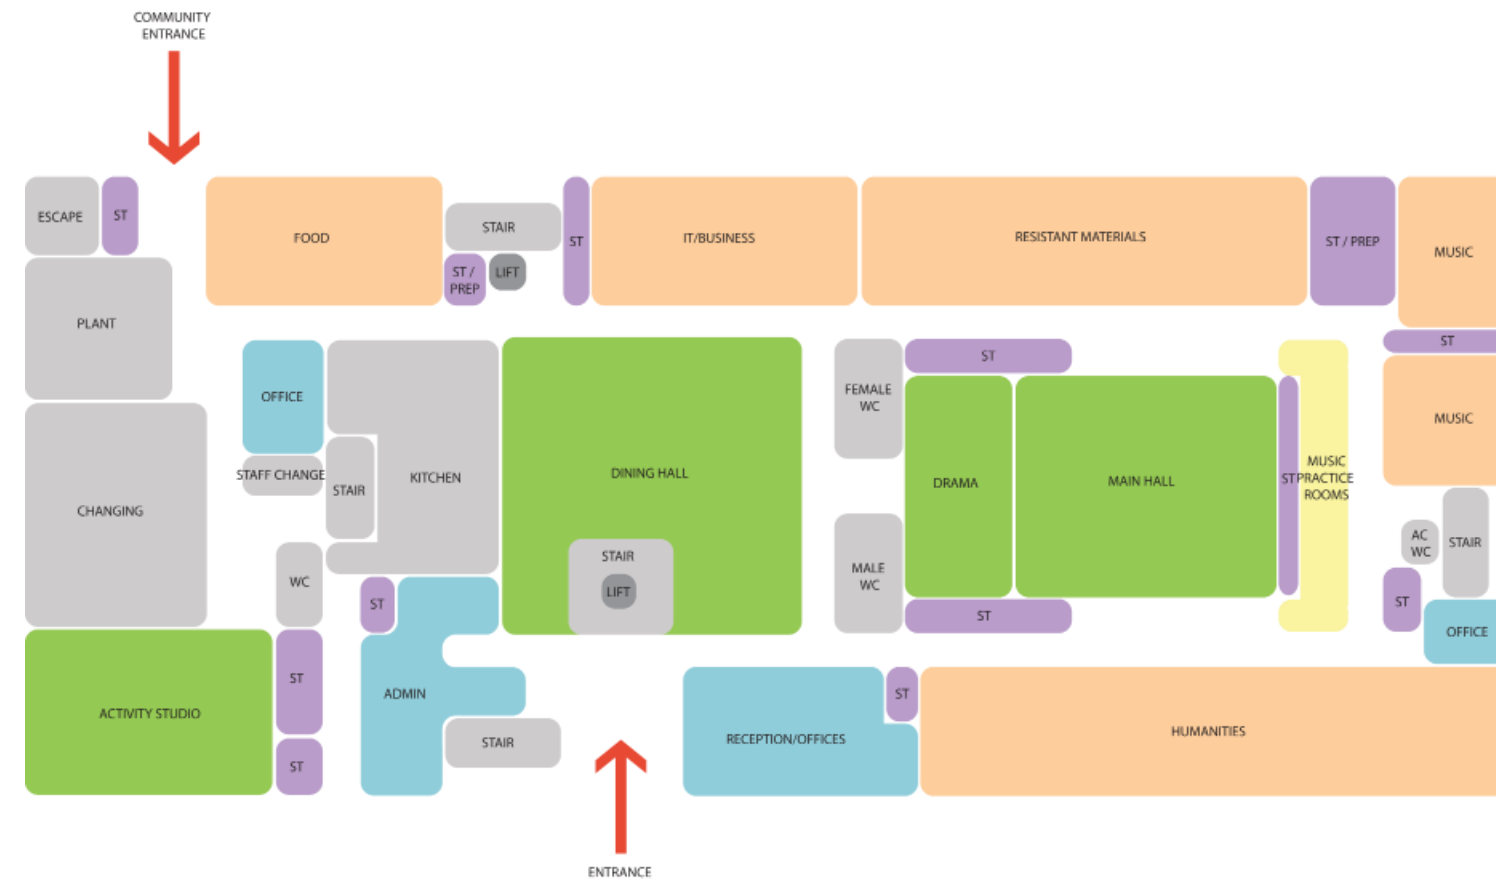 COMMUNITY
ENTRANCE
ESCAPE
ST
FOOD
STAIR
ST /
PREP
LIFT
ST
IT/BUSINESS
RESISTANT MATERIALS
ST / PREP
MUSIC
PLANT
OFFICE
STAFF CHANGE
STAIR
KITCHEN
DINING HALL
STAIR
LIFT
FEMALE
WC
MALE
WC
ST
DRAMA
MAIN HALL
ST
ST
MUSIC
PRACTICE
ROOMS
ST
MUSIC
AC
WC
STAIR
ST
OFFICE
CHANGING
WC
ST
ACTIVITY STUDIO
ST
ST
ADMIN
STAIR
RECEPTION/OFFICES
ST
HUMANITIES
ENTRANCE